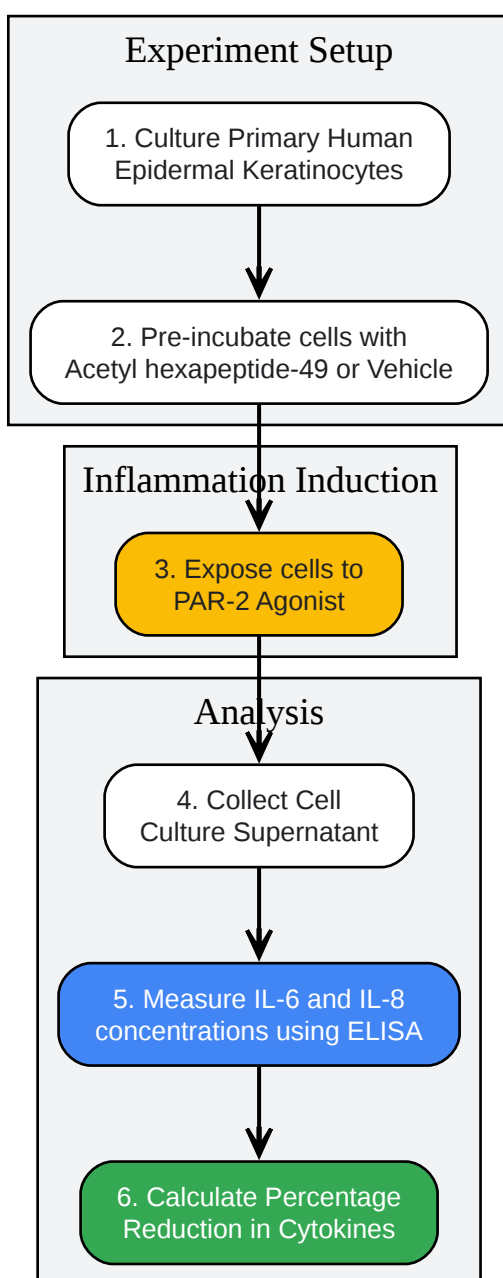 Experiment Setup
1. Culture Primary Human
Epidermal Keratinocytes
2. Pre-incubate cells with
Acetyl hexapeptide-49 or Vehicle
Inflammation Induction
3. Expose cells to
PAR-2 Agonist
Analysis
4. Collect Cell
Culture Supernatant
5. Measure IL-6 and IL-8
concentrations using ELISA
6. Calculate Percentage
Reduction in Cytokines